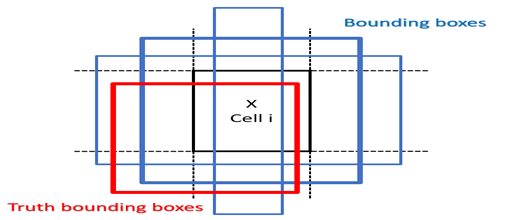 Bounding boxes
X
Cell i
Truth bounding boxes